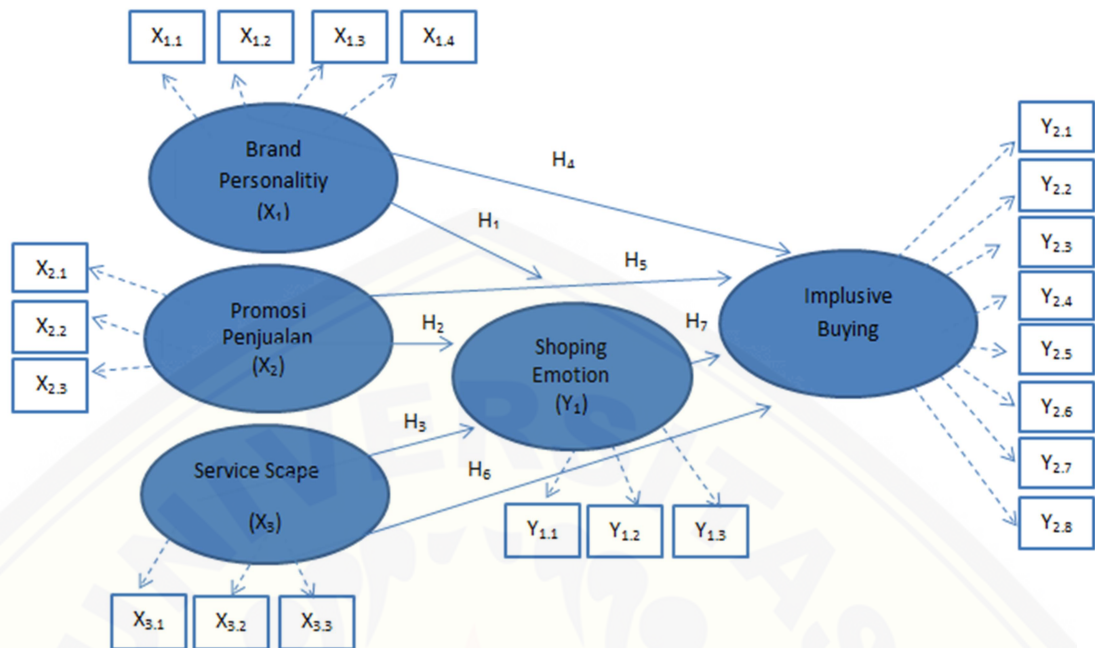 X1.1
X1.2
X1.3
X1.4
Brand
Personalitiy
(X1)
H4
H1
X2.1
X2.2
X2.3
Promosi
Penjualan
(X2)
H5
H2
H7
Shoping
Emotion
(Y1)
Implusive
Buying
Service Scape
(X3)
H3
H6
Y1.1
Y1.2
Y1.3
X3.1
X3.2
X3.3
Y2.1
Y2.2
Y2.3
Y2.4
Y2.5
Y2.6
Y2.7
Y2.8
UNIVERSITAS